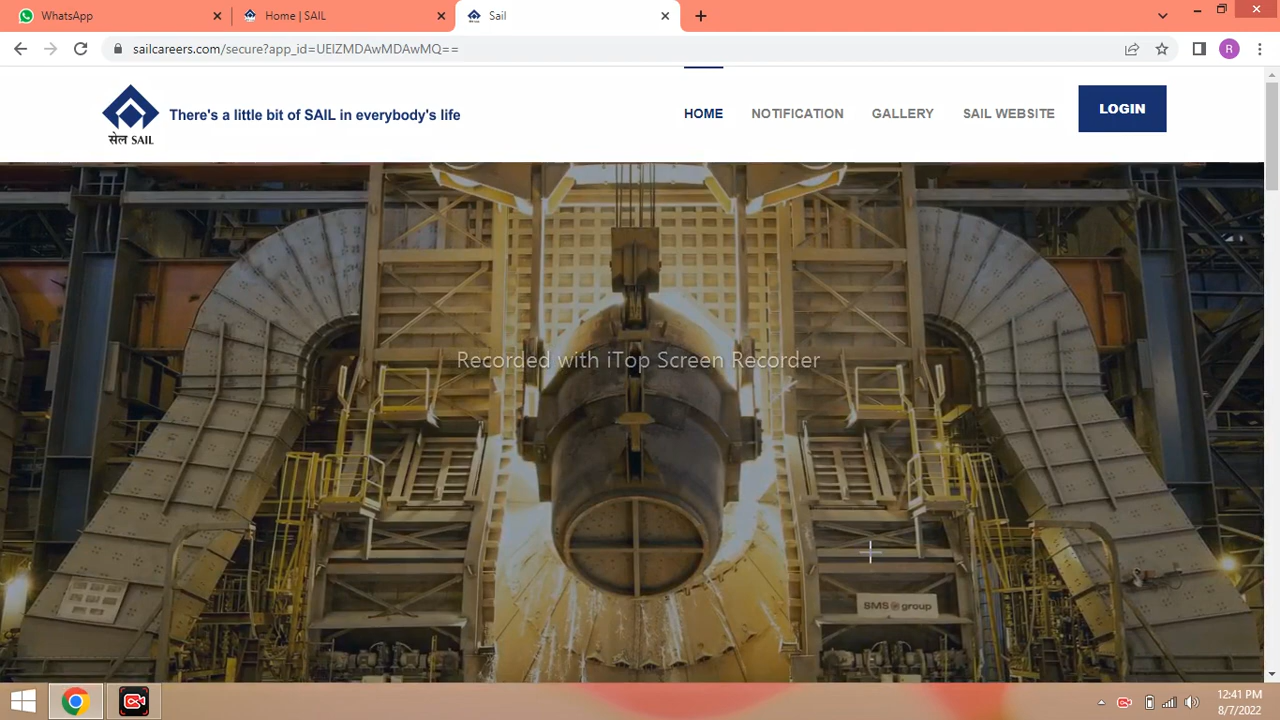 WhatsApp
Home | SAIL
Sail
sailcareers.com/secure?app_id=UEIZMDAwMDAwMQ==
R
सेल SAIL
There's a little bit of SAIL in everybody's life
HOME
NOTIFICATION
GALLERY
SAIL WEBSITE
LOGIN
Recorded with iTop Screen Recorder
SMS group
12:41 PM
8/7/2022